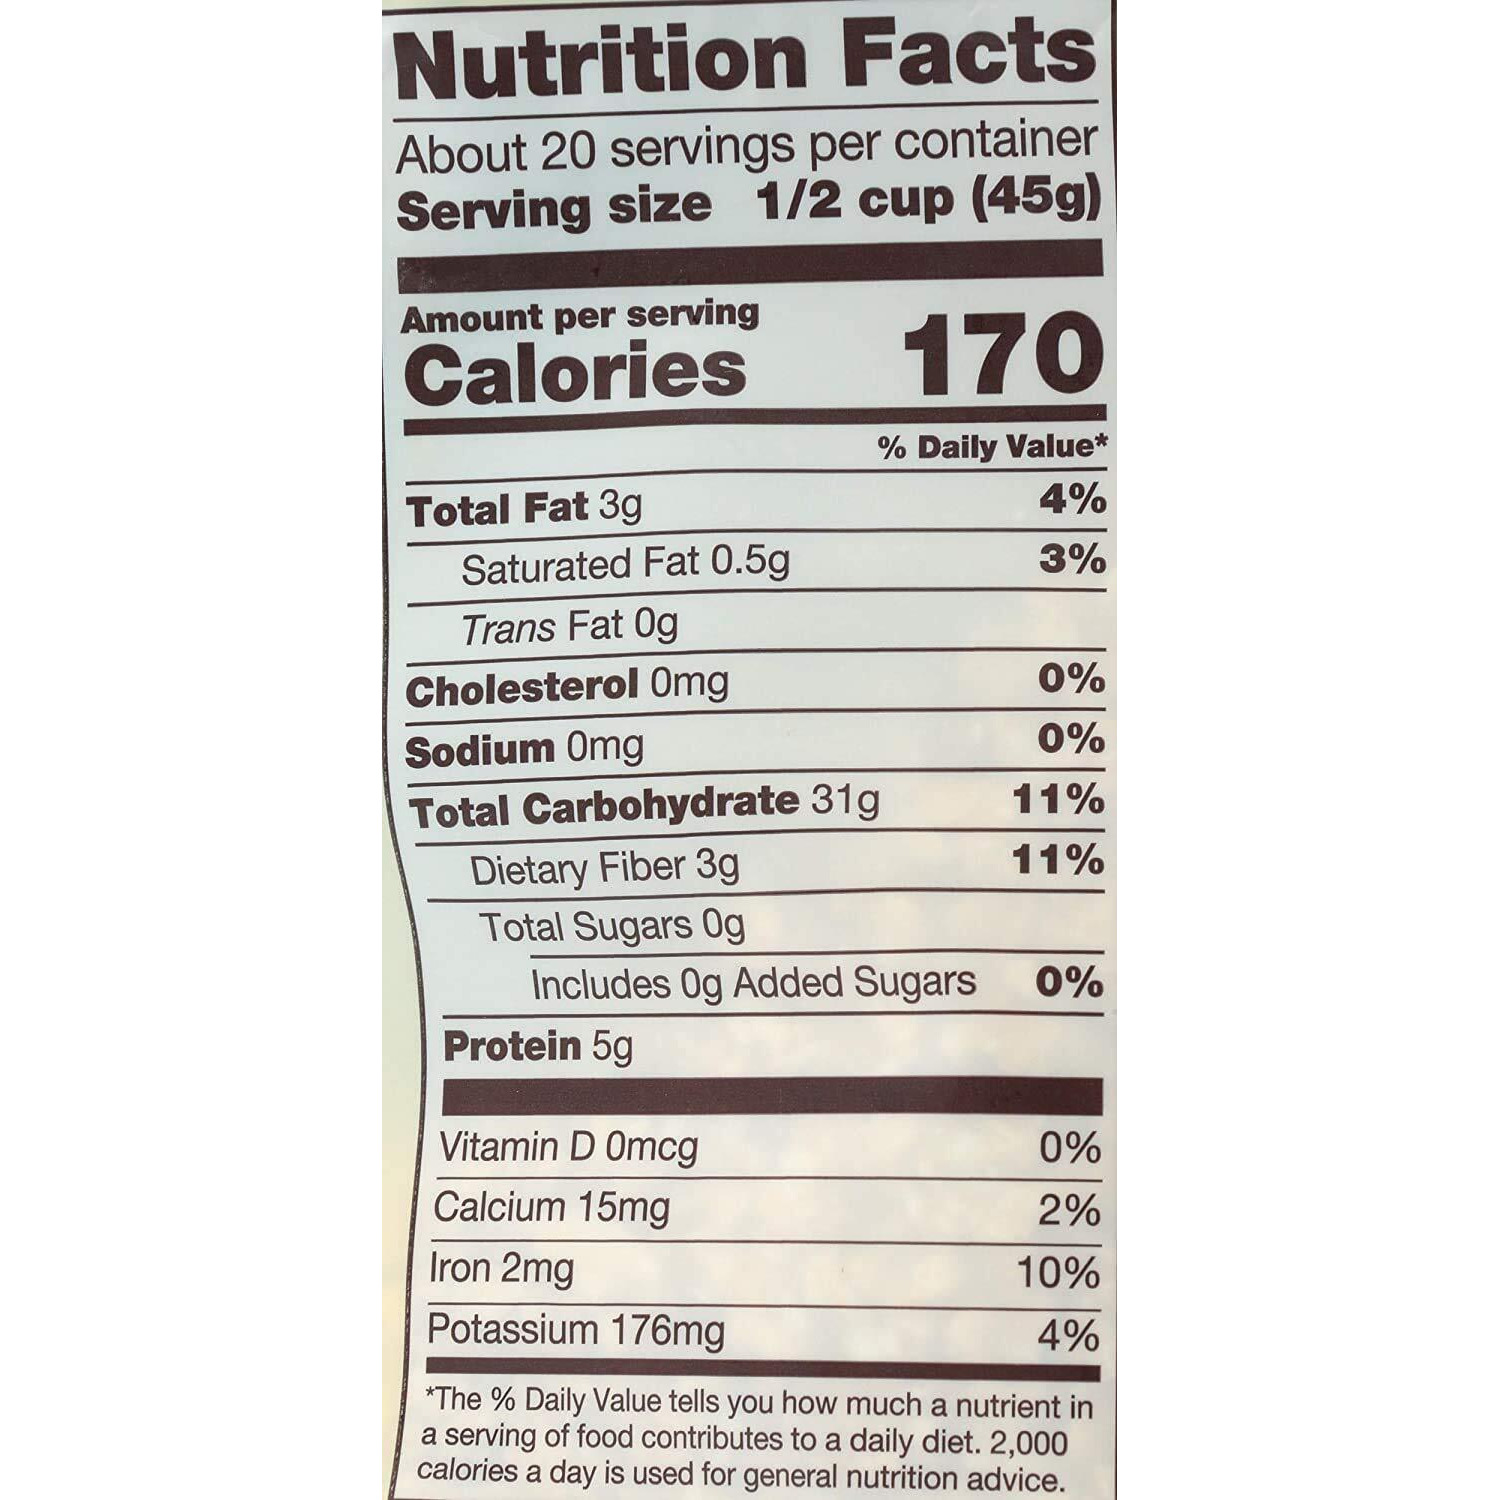 Nutrition Facts
About 20 servings per container
Serving size 1/2 cup (45g)
Amount per serving
Calories 170
% Daily Value*
Total Fat 3g 4%
Saturated Fat 0.5g 3%
Trans Fat 0g
Cholesterol 0mg 0%
Sodium 0mg 0%
Total Carbohydrate 31g 11%
Dietary Fiber 3g 11%
Total Sugars 0g
Includes 0g Added Sugars 0%
Protein 5g
Vitamin D 0mcg 0%
Calcium 15mg 2%
Iron 2mg 10%
Potassium 176mg 4%
*The % Daily Value tells you how much a nutrient in
a serving of food contributes to a daily diet. 2,000
calories a day is used for general nutrition advice.